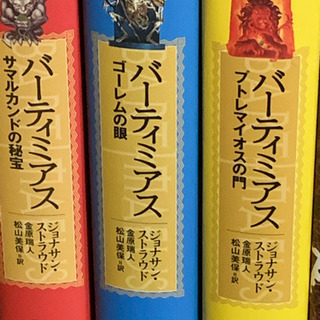 バーティミアス
サマルカンドの秘宝
ジョナサン・
ストラウド
金原瑞人
松山美保=訳
バーティミアス
ゴーレムの眼
ジョナサン・
ストラウド
金原瑞人
松山美保=訳
バーティミアス
プトレマイオスの門
ジョナサン・
ストラウド
金原瑞人
松山美保=訳